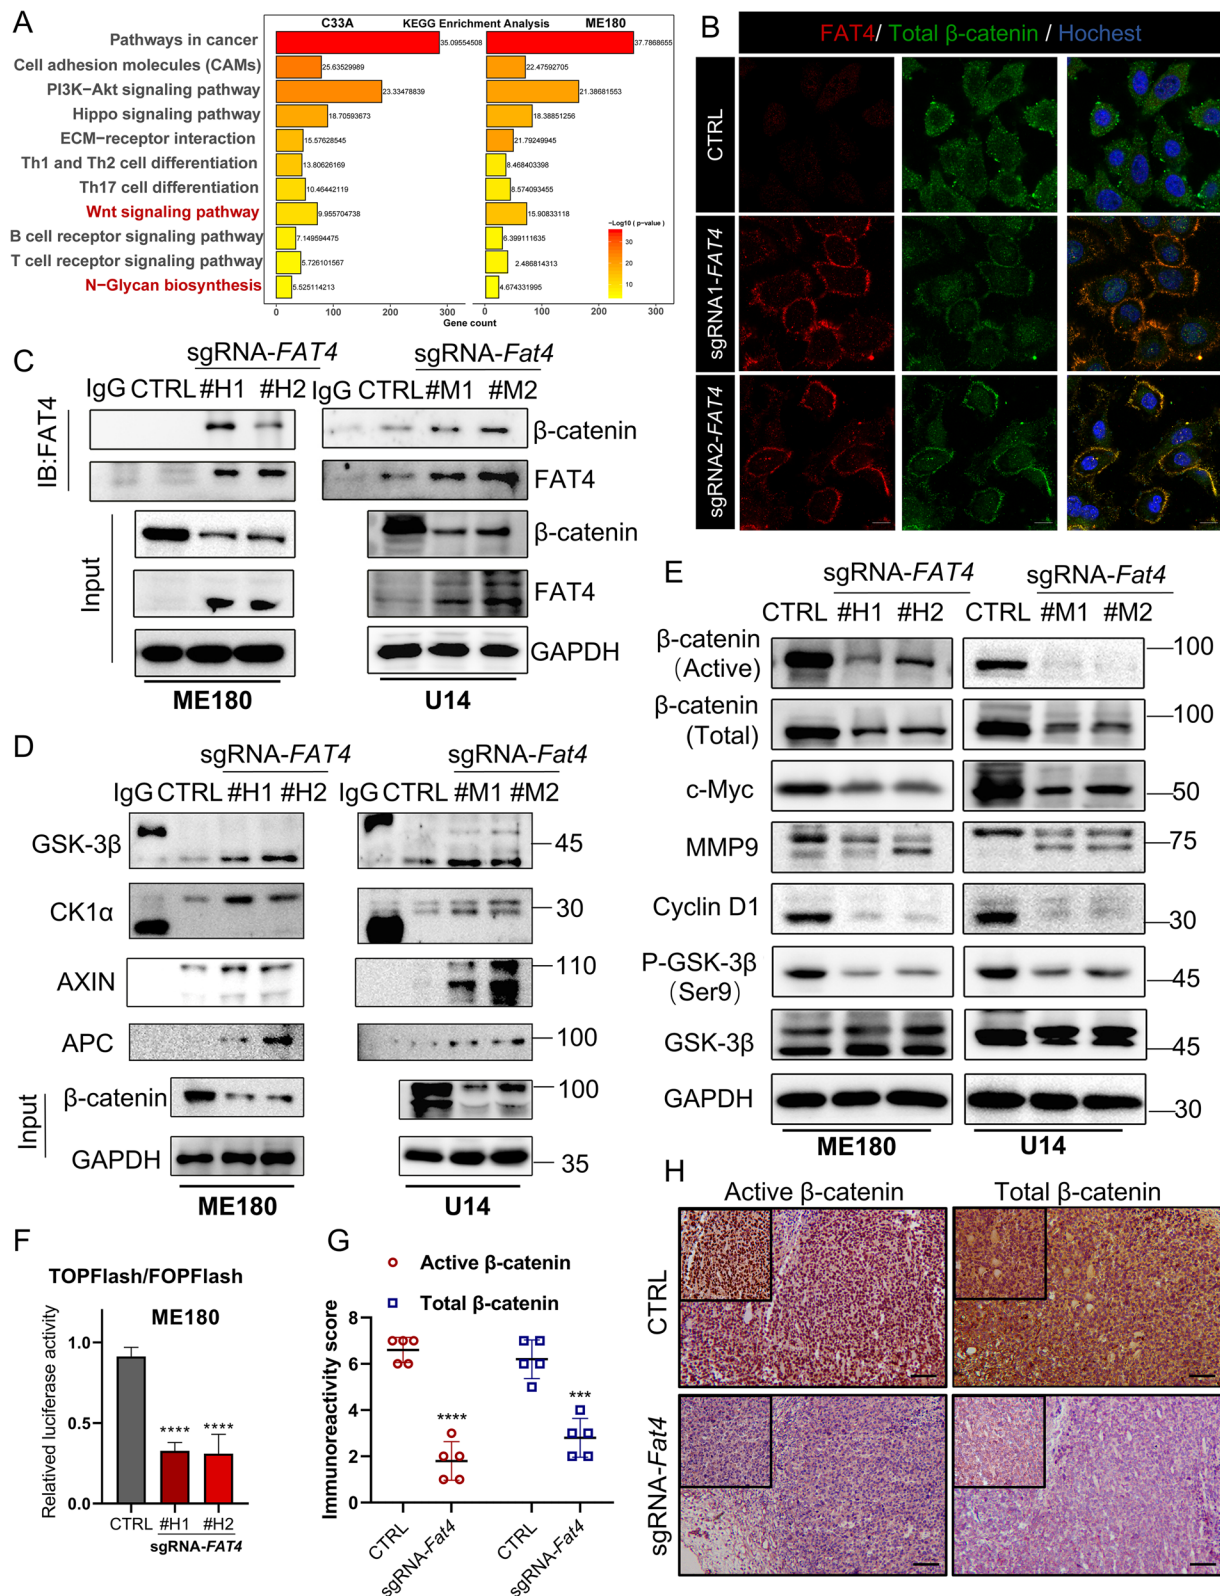 A
C33A
KEGG Enrichment Analysis
ME180
Pathways in cancer
35.09554508
37.7868655
Cell adhesion molecules (CAMs)
25.63529989
22.47592705
PI3K−Akt signaling pathway
23.33478839
21.38681553
Hippo signaling pathway
18.70593673
18.38851256
ECM−receptor interaction
15.57628545
21.79249945
Th1 and Th2 cell differentiation
13.80626169
8.468403398
Th17 cell differentiation
10.46442119
8.574093455
Wnt signaling pathway
9.955704738
15.90833118
B cell receptor signaling pathway
7.149594475
6.399111635
T cell receptor signaling pathway
5.726101567
2.486814313
N−Glycan biosynthesis
5.525114213
4.674331995
−Log10 ( p−value )
30
20
10
0 100 200 300 0 100 200 300
Gene count
B
FAT4/ Total β-catenin / Hochest
CTRL
sgRNA1-FAT4
sgRNA2-FAT4
C
sgRNA-FAT4
sgRNA-Fat4
IgG CTRL #H1 #H2
IgG CTRL #M1 #M2
IB:FAT4
β-catenin
FAT4
Input
β-catenin
FAT4
GAPDH
ME180
U14
D
sgRNA-FAT4
sgRNA-Fat4
IgG CTRL #H1 #H2
IgG CTRL #M1 #M2
GSK-3β
45
CK1α
30
AXIN
110
APC
100
Input
β-catenin
100
GAPDH
35
ME180
U14
E
sgRNA-FAT4
sgRNA-Fat4
CTRL #H1 #H2
CTRL #M1 #M2
β-catenin
(Active)
100
β-catenin
(Total)
100
c-Myc
50
MMP9
75
Cyclin D1
30
P-GSK-3β
(Ser9)
45
GSK-3β
45
GAPDH
30
ME180
U14
F
TOPFlash/FOPFlash
ME180
Relatived luciferase activity
1.0
0.5
0.0
****
****
CTRL #H1 #H2
sgRNA-FAT4
G
Active β-catenin
Total β-catenin
Immunoreactivity score
8
6
4
2
0
****
***
CTRL
sgRNA-Fat4
CTRL
sgRNA-Fat4
H
Active β-catenin
Total β-catenin
CTRL
sgRNA-Fat4